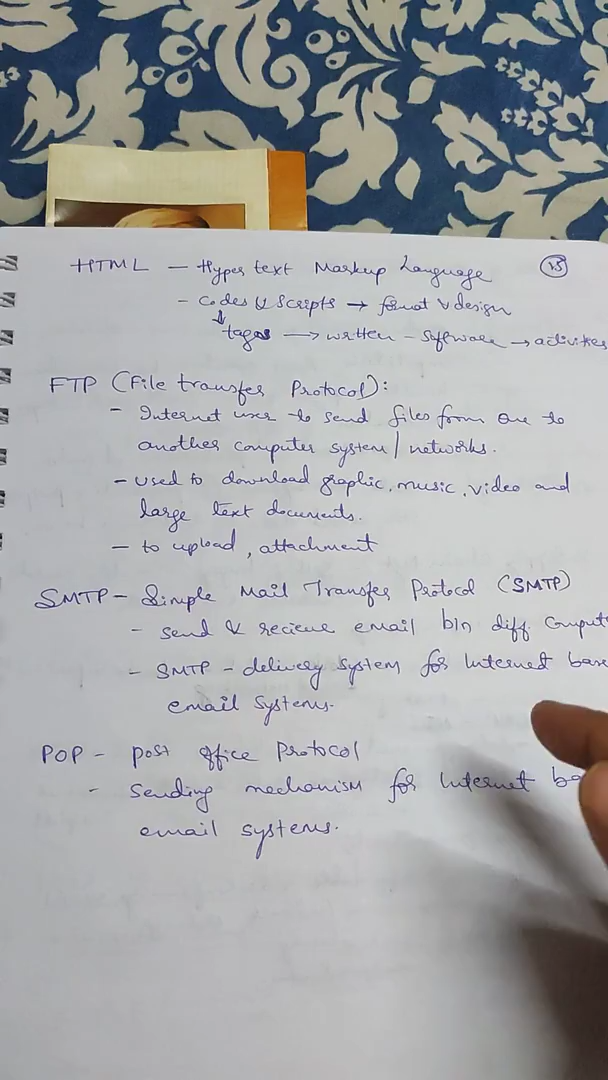 HTML - Hyper text Markup Language 15
- Codes & Scripts → format & design
↓
tags → written - Software → activities
FTP (File transfer Protocol):
- Internet user to send files from one to
another computer system / networks.
- used to download graphic, music, video and
large text documents.
- to upload, attachment
SMTP - Simple Mail Transfer Protocol (SMTP)
- send & recieve email b/n diff Comput
- SMTP - delivery system for Internet base
email systems.
POP - post office Protocol
- Sending mechanism for Internet ba
email systems.